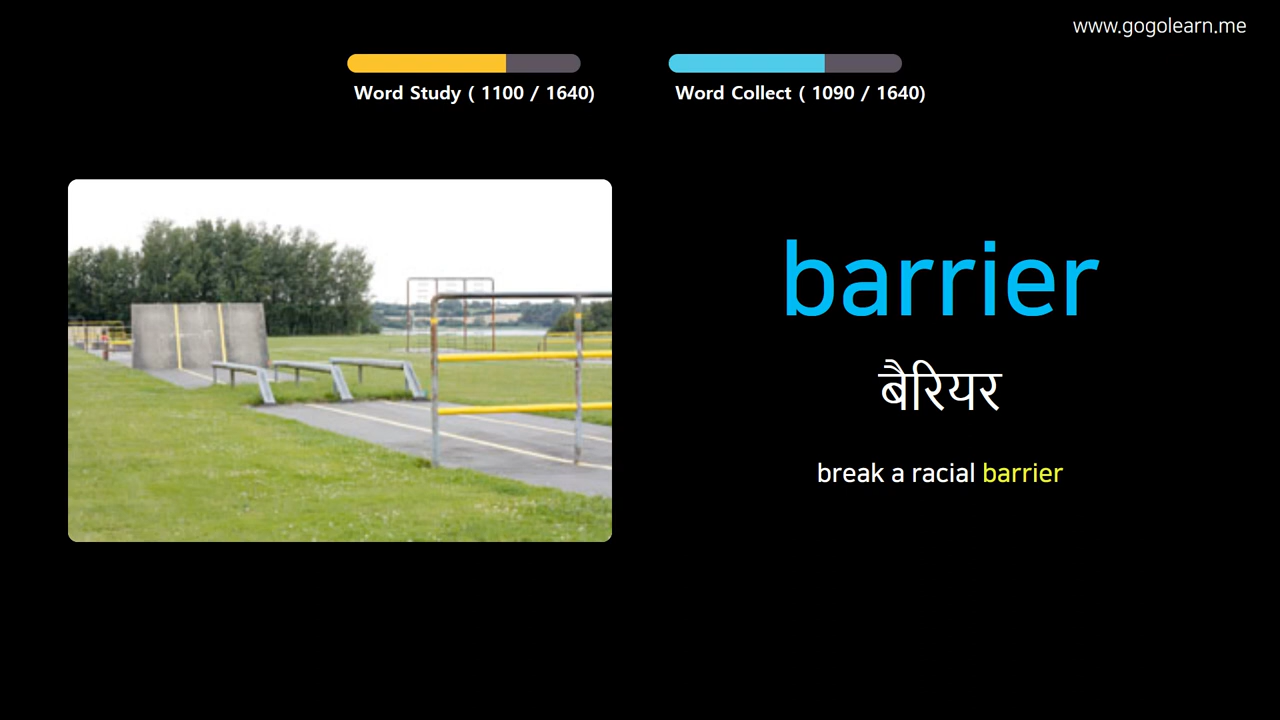 www.gogolearn.me
Word Study ( 1100 / 1640)
Word Collect ( 1090 / 1640)
barrier
बैरियर
break a racial barrier